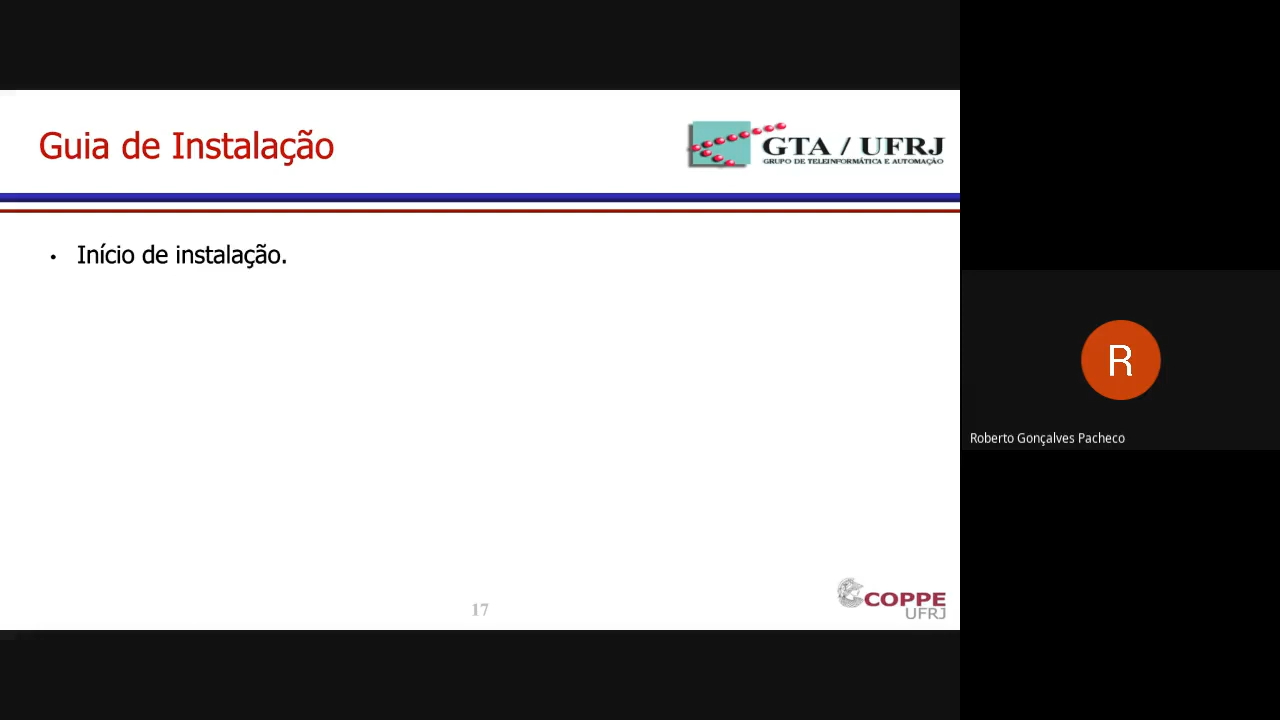 Guia de Instalação
GTA / UFRJ
GRUPO DE TELEINFORMÁTICA E AUTOMAÇÃO
• Início de instalação.
R
Roberto Gonçalves Pacheco
17
COPPE
UFRJ